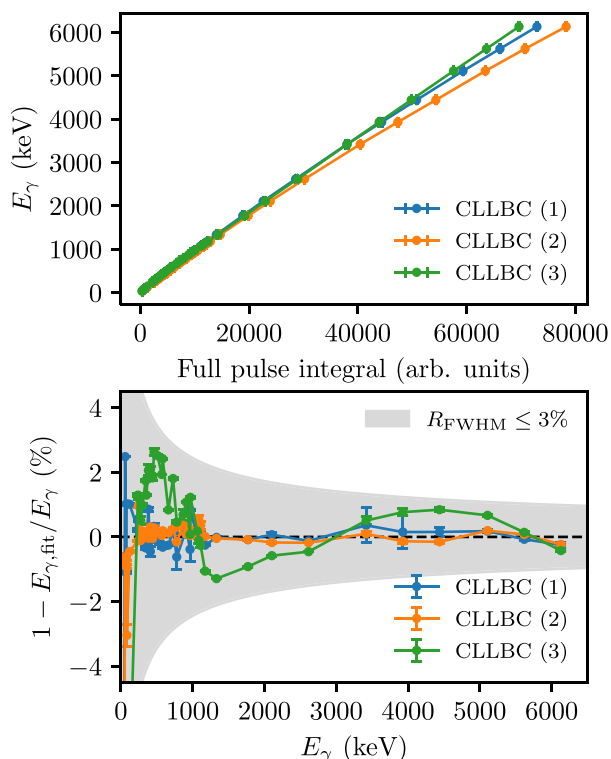 6000
5000
4000
3000
2000
1000
0
E_γ (keV)
CLLBC (1)
CLLBC (2)
CLLBC (3)
0 20000 40000 60000 80000
Full pulse integral (arb. units)
4
2
0
−2
−4
1 − E_γ,fit/E_γ (%)
R_FWHM ≤ 3%
CLLBC (1)
CLLBC (2)
CLLBC (3)
0 1000 2000 3000 4000 5000 6000
E_γ (keV)